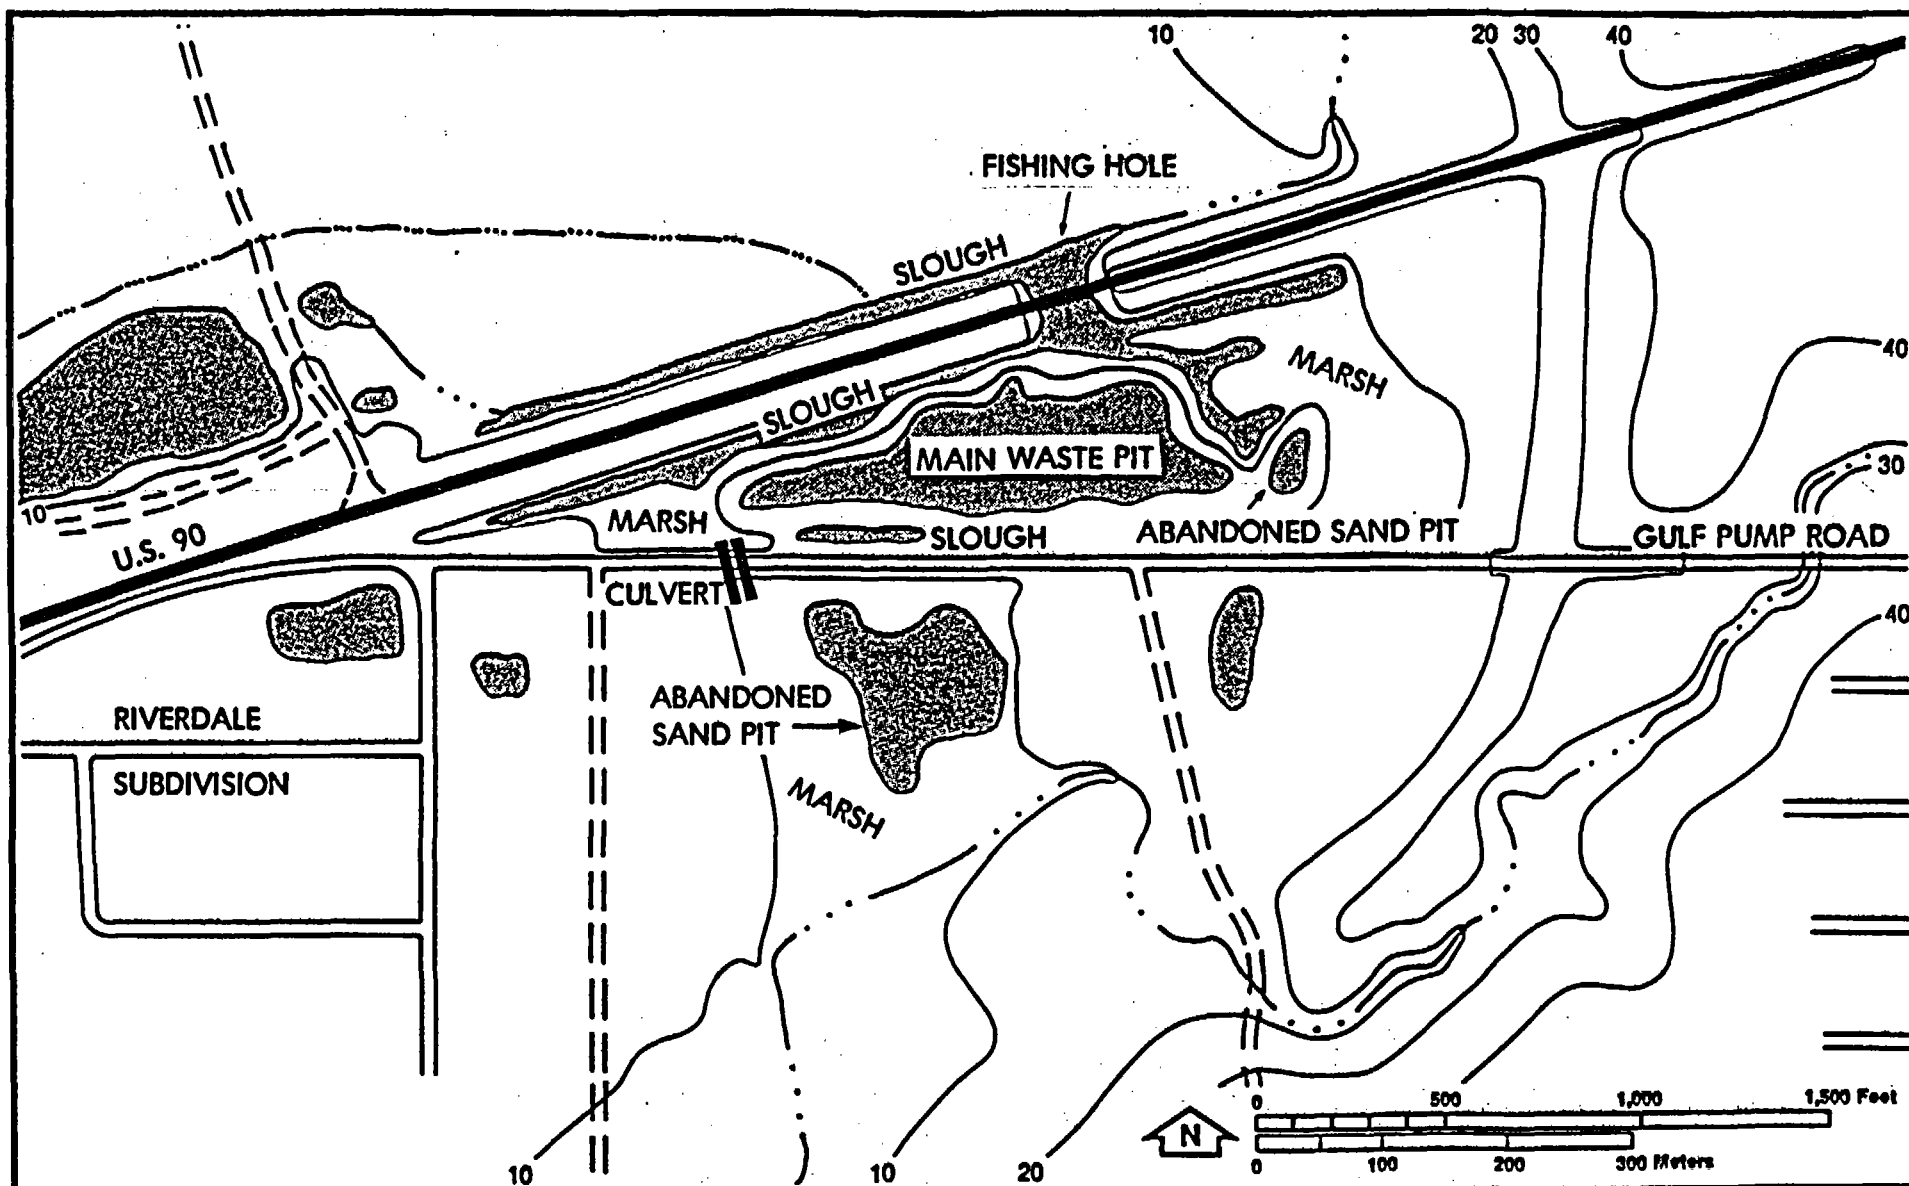 10
20
30
40
FISHING HOLE
SLOUGH
MARSH
40
SLOUGH
MAIN WASTE PIT
30
10
U.S. 90
MARSH
SLOUGH
ABANDONED SAND PIT
GULF PUMP ROAD
CULVERT
40
ABANDONED
SAND PIT
RIVERDALE
SUBDIVISION
MARSH
0
500
1,000
1,500 Feet
N
0
100
200
300 Meters
10
10
20